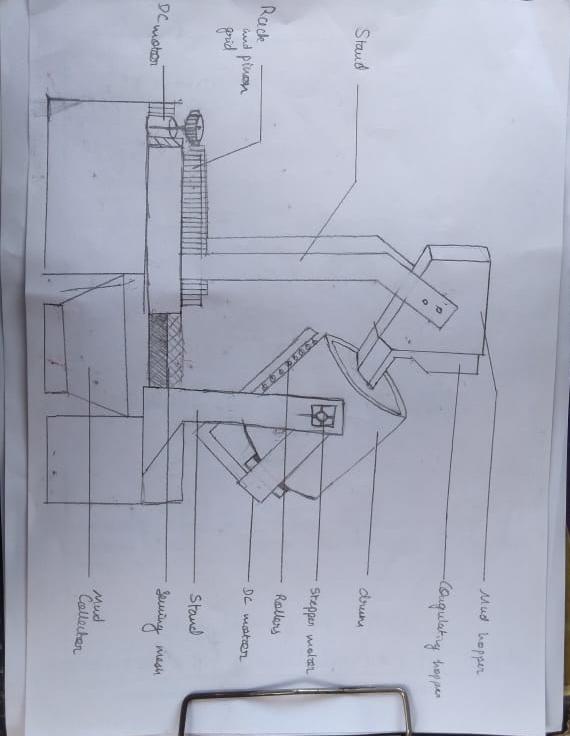 Mud hopper
Coagulating hopper
drum
Stand
Stepper motor
Rollers
Rack
and pinion
grid
DC motor
Stand
DC motor
Seiving mesh
Mud
Collector